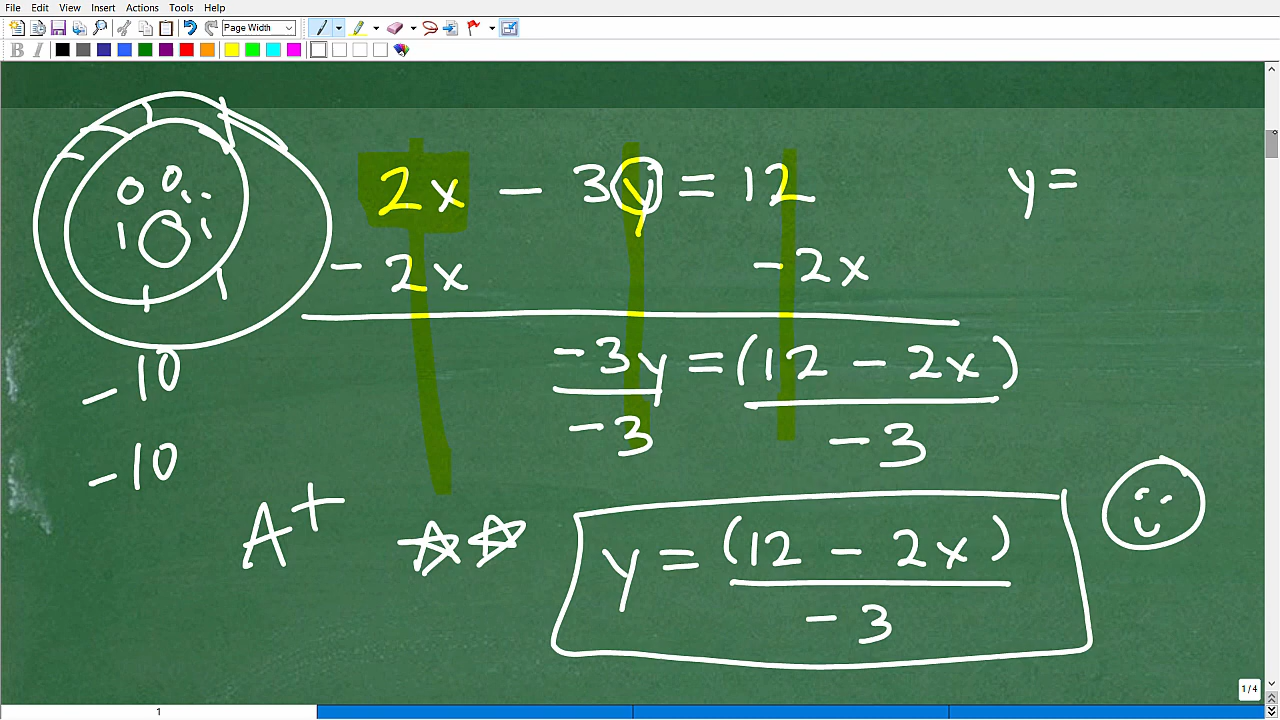 File Edit View Insert Actions Tools Help
Page Width
B I
2x - 3y = 12
y =
- 2x - 2x
-3y = (12 - 2x)
-3 -3
-10
-10
A+
y = (12 - 2x)
-3
1/4
1